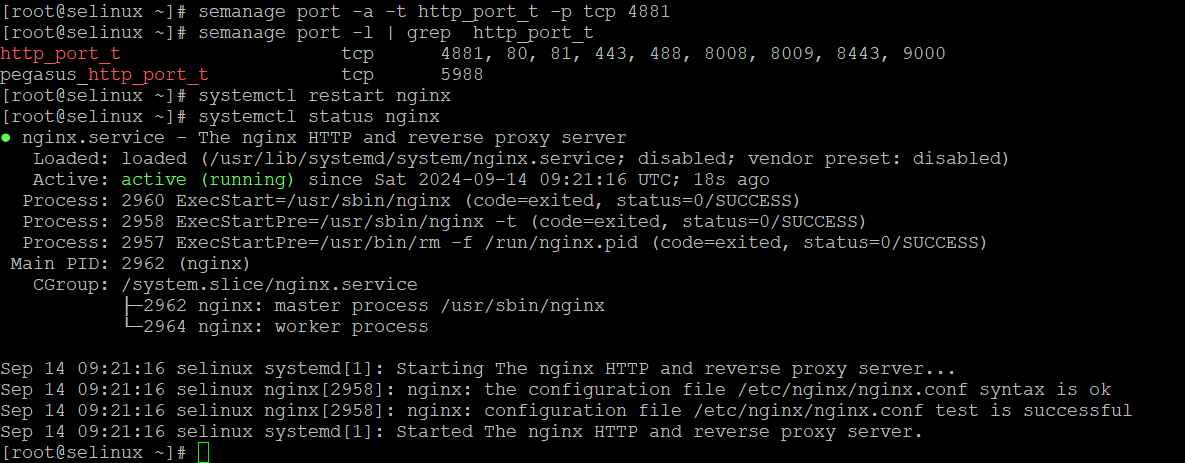 [root@selinux ~]# semanage port -a -t http_port_t -p tcp 4881
[root@selinux ~]# semanage port -l | grep  http_port_t
http_port_t                    tcp      4881, 80, 81, 443, 488, 8008, 8009, 8443, 9000
pegasus_http_port_t            tcp      5988
[root@selinux ~]# systemctl restart nginx
[root@selinux ~]# systemctl status nginx
● nginx.service - The nginx HTTP and reverse proxy server
   Loaded: loaded (/usr/lib/systemd/system/nginx.service; disabled; vendor preset: disabled)
   Active: active (running) since Sat 2024-09-14 09:21:16 UTC; 18s ago
  Process: 2960 ExecStart=/usr/sbin/nginx (code=exited, status=0/SUCCESS)
  Process: 2958 ExecStartPre=/usr/sbin/nginx -t (code=exited, status=0/SUCCESS)
  Process: 2957 ExecStartPre=/usr/bin/rm -f /run/nginx.pid (code=exited, status=0/SUCCESS)
 Main PID: 2962 (nginx)
   CGroup: /system.slice/nginx.service
           ├─2962 nginx: master process /usr/sbin/nginx
           └─2964 nginx: worker process

Sep 14 09:21:16 selinux systemd[1]: Starting The nginx HTTP and reverse proxy server...
Sep 14 09:21:16 selinux nginx[2958]: nginx: the configuration file /etc/nginx/nginx.conf syntax is ok
Sep 14 09:21:16 selinux nginx[2958]: nginx: configuration file /etc/nginx/nginx.conf test is successful
Sep 14 09:21:16 selinux systemd[1]: Started The nginx HTTP and reverse proxy server.
[root@selinux ~]#